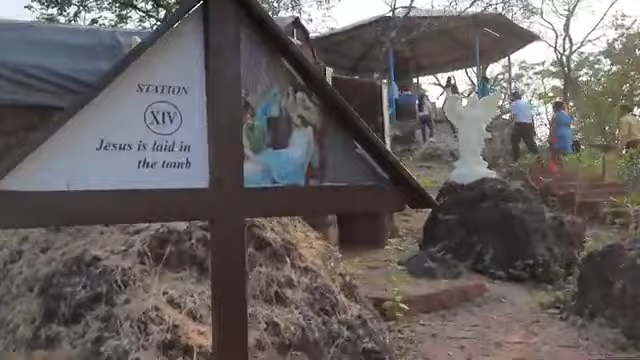 STATION
XIV
Jesus is laid in
the tomb